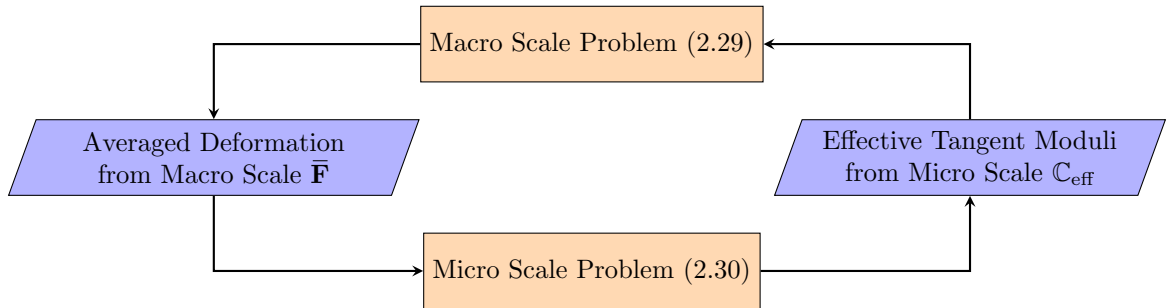 Macro Scale Problem (2.29)
Averaged Deformation
from Macro Scale F̅
Effective Tangent Moduli
from Micro Scale ℂeff
Micro Scale Problem (2.30)